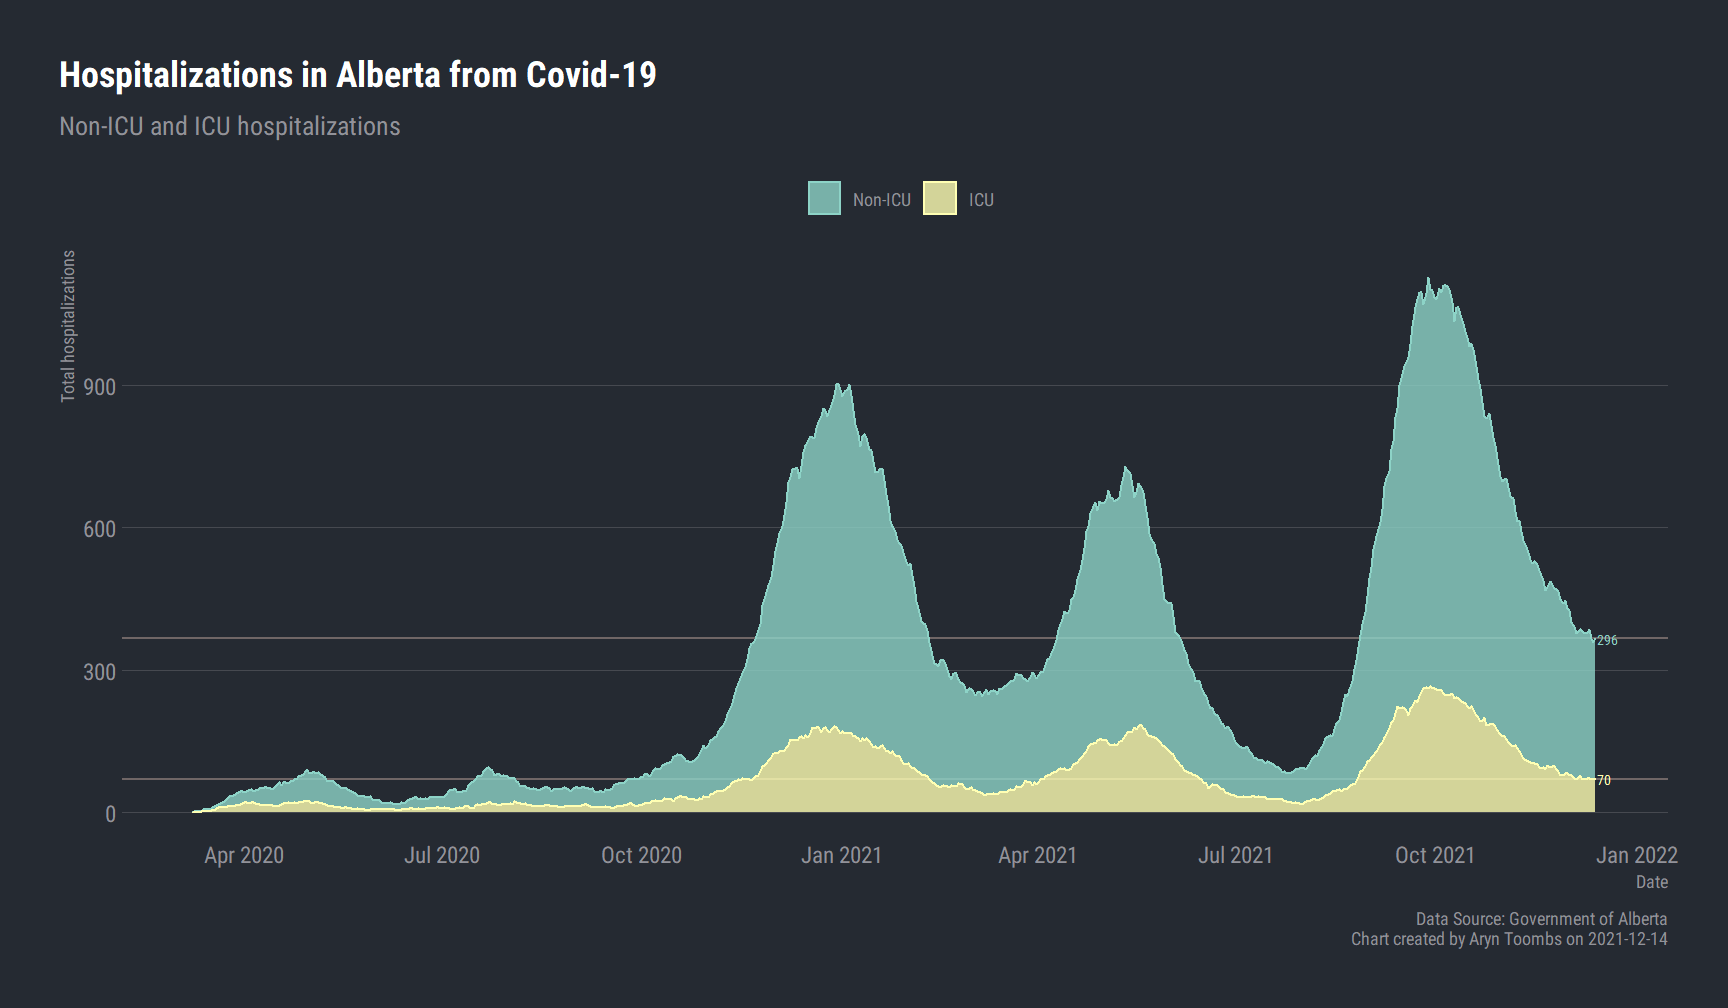 Hospitalizations in Alberta from Covid-19
Non-ICU and ICU hospitalizations
Non-ICU ICU
Total hospitalizations
900
600
300
0
296
70
Apr 2020 Jul 2020 Oct 2020 Jan 2021 Apr 2021 Jul 2021 Oct 2021 Jan 2022
Date
Data Source: Government of Alberta
Chart created by Aryn Toombs on 2021-12-14